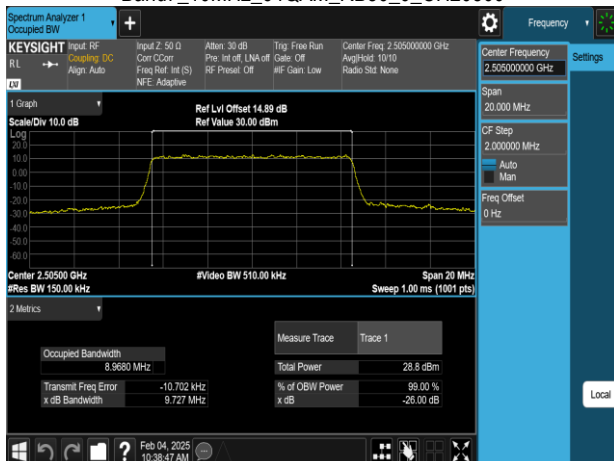 Spectrum Analyzer 1
Occupied BW
+
Frequency
KEYSIGHT
RL
LXI
Input: RF
Coupling: DC
Align: Auto
Input Z: 50 Ω
Corr CCorr
Freq Ref: Int (S)
NFE: Adaptive
Atten: 30 dB
Pre: Int off, LNA off
RF Presel: Off
Trig: Free Run
Gate: Off
#IF Gain: Low
Center Freq: 2.505000000 GHz
Avg|Hold: 10/10
Radio Std: None
Center Frequency
2.505000000 GHz
Settings
Span
20.000 MHz
CF Step
2.000000 MHz
Auto
Man
Freq Offset
0 Hz
Local
1 Graph
Scale/Div 10.0 dB
Ref Lvl Offset 14.89 dB
Ref Value 30.00 dBm
Log
20.0
10.0
0.00
-10.0
-20.0
-30.0
-40.0
-50.0
-60.0
Center 2.50500 GHz
#Res BW 150.00 kHz
#Video BW 510.00 kHz
Span 20 MHz
Sweep 1.00 ms (1001 pts)
2 Metrics
Measure Trace Trace 1
Occupied Bandwidth
8.9680 MHz
Total Power 28.8 dBm
Transmit Freq Error -10.702 kHz
% of OBW Power 99.00 %
x dB Bandwidth 9.727 MHz
x dB -26.00 dB
?
Feb 04, 2025
10:38:47 AM